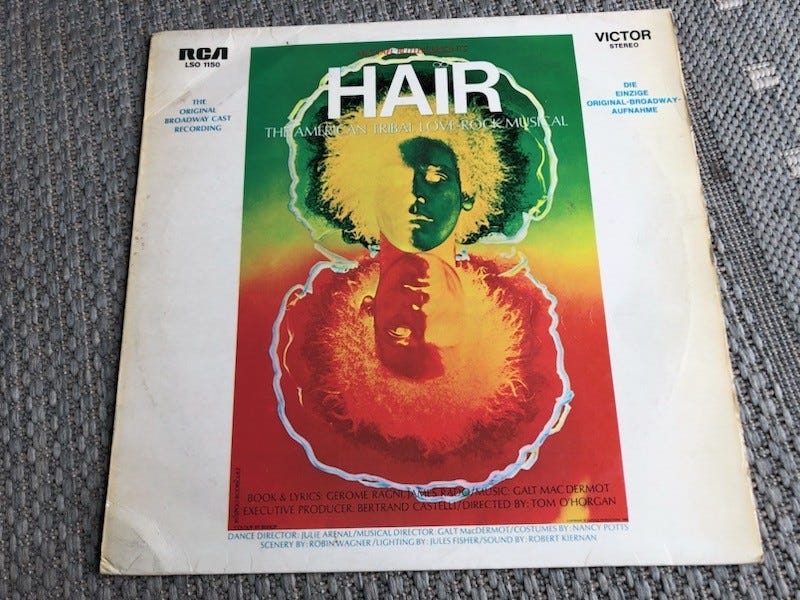 RCA
LSO 1150
VICTOR
STEREO
THE
ORIGINAL
BROADWAY CAST
RECORDING
DIE
EINZIGE
ORIGINAL-BROADWAY-
AUFNAHME
HAIR
THE AMERICAN TRIBAL LOVE-ROCK MUSICAL
BOOK & LYRICS: GEROME RAGNI, JAMES RADO/MUSIC: GALT MAC DERMOT
EXECUTIVE PRODUCER: BERTRAND CASTELLI/DIRECTED BY: TOM O'HORGAN
DANCE DIRECTOR: JULIE ARENAL/MUSICAL DIRECTOR: GALT MacDERMOT/COSTUMES BY: NANCY POTTS
SCENERY BY: ROBIN WAGNER/LIGHTING BY: JULES FISHER/SOUND BY: ROBERT KIERNAN